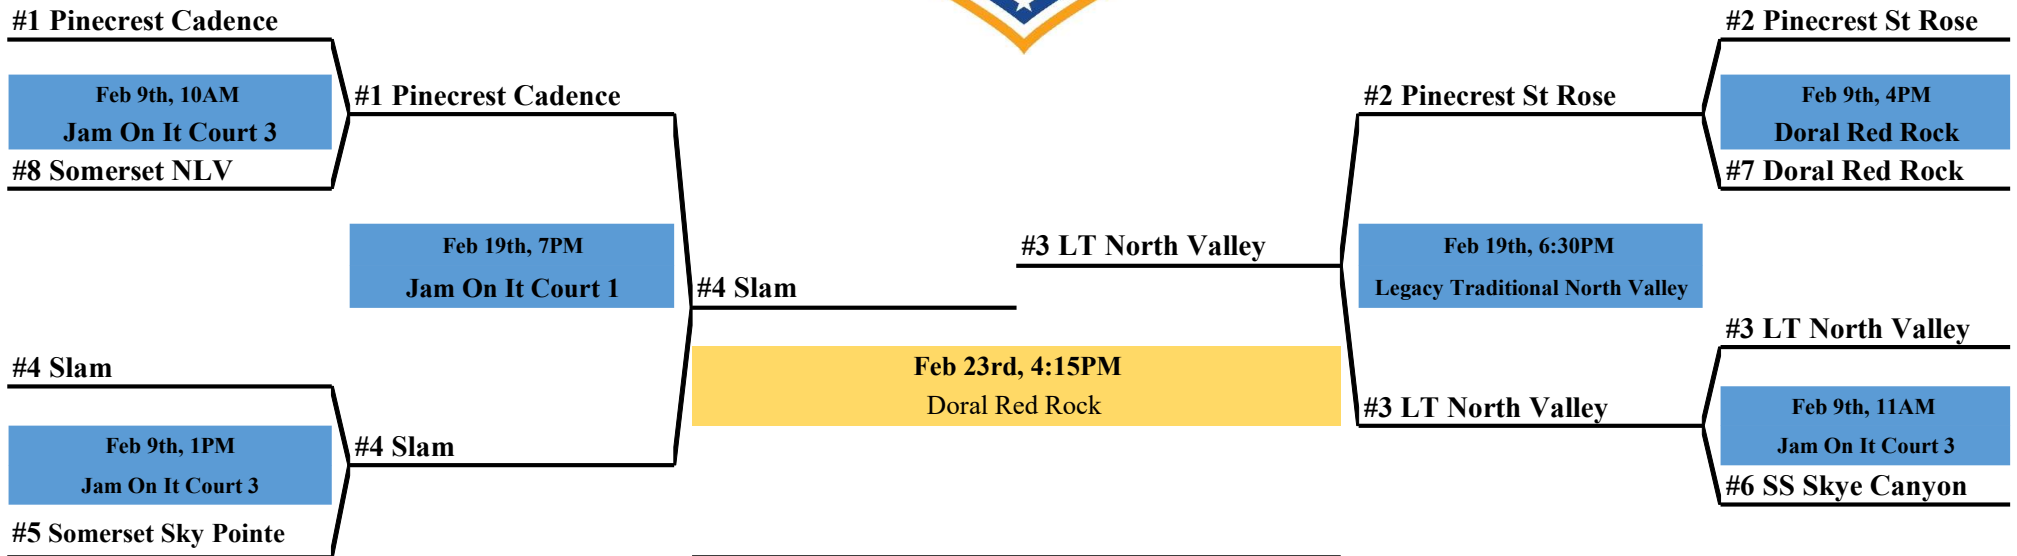 #1 Pinecrest Cadence
Feb 9th, 10AM
Jam On It Court 3
#8 Somerset NLV
#1 Pinecrest Cadence
Feb 19th, 7PM
Jam On It Court 1
#4 Slam
Feb 9th, 1PM
Jam On It Court 3
#5 Somerset Sky Pointe
#4 Slam
#4 Slam
#3 LT North Valley
Feb 23rd, 4:15PM
Doral Red Rock
#2 Pinecrest St Rose
Feb 19th, 6:30PM
Legacy Traditional North Valley
#3 LT North Valley
#2 Pinecrest St Rose
Feb 9th, 4PM
Doral Red Rock
#7 Doral Red Rock
#3 LT North Valley
Feb 9th, 11AM
Jam On It Court 3
#6 SS Skye Canyon